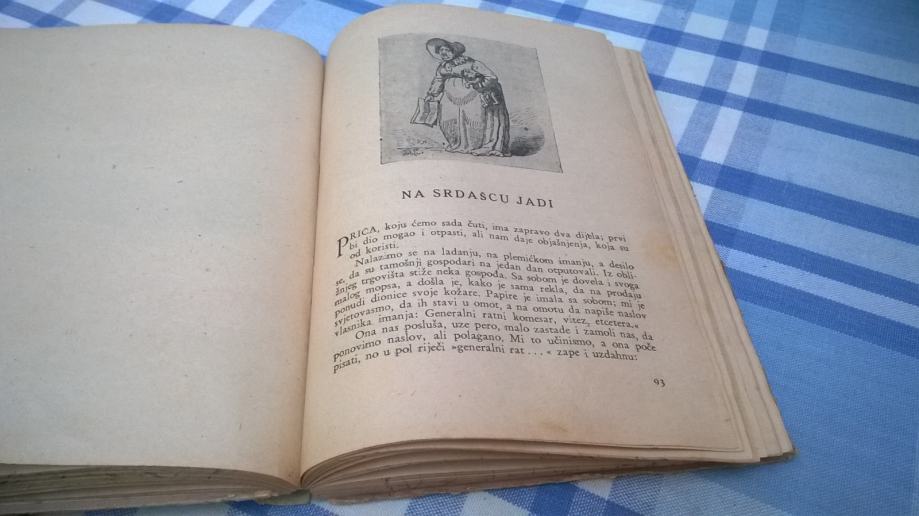 NA SRDAŠCU JADI
PRIČA, koju ćemo sada čuti, ima zapravo dva dijela; prvi
bi dio mogao i otpasti, ali nam daje objašnjenja, koja su
od koristi.
Nalazimo se na ladanju, na plemićkom imanju, a desilo
se, da su tamošnji gospodari na jedan dan otputovali. Iz obli-
žnjeg trgovišta stiže neka gospođa. Sa sobom je dovela i svoga
malog mopsa, a došla je, kako je sama rekla, da na prodaju
ponudi dionice svoje kožare. Papire je imala sa sobom; mi je
svjetovasmo, da ih stavi u omot, a na omotu da napiše naslov
vlasnika imanja: Generalni ratni komesar, vitez, etcetera.«
Ona nas posluša, uze pero, malo zastade i zamoli nas, da
ponovimo naslov, ali polagano. Mi to učinismo, a ona poče
pisati, no u pol riječi »generalni rat . . . « zape i uzdahnu:
93